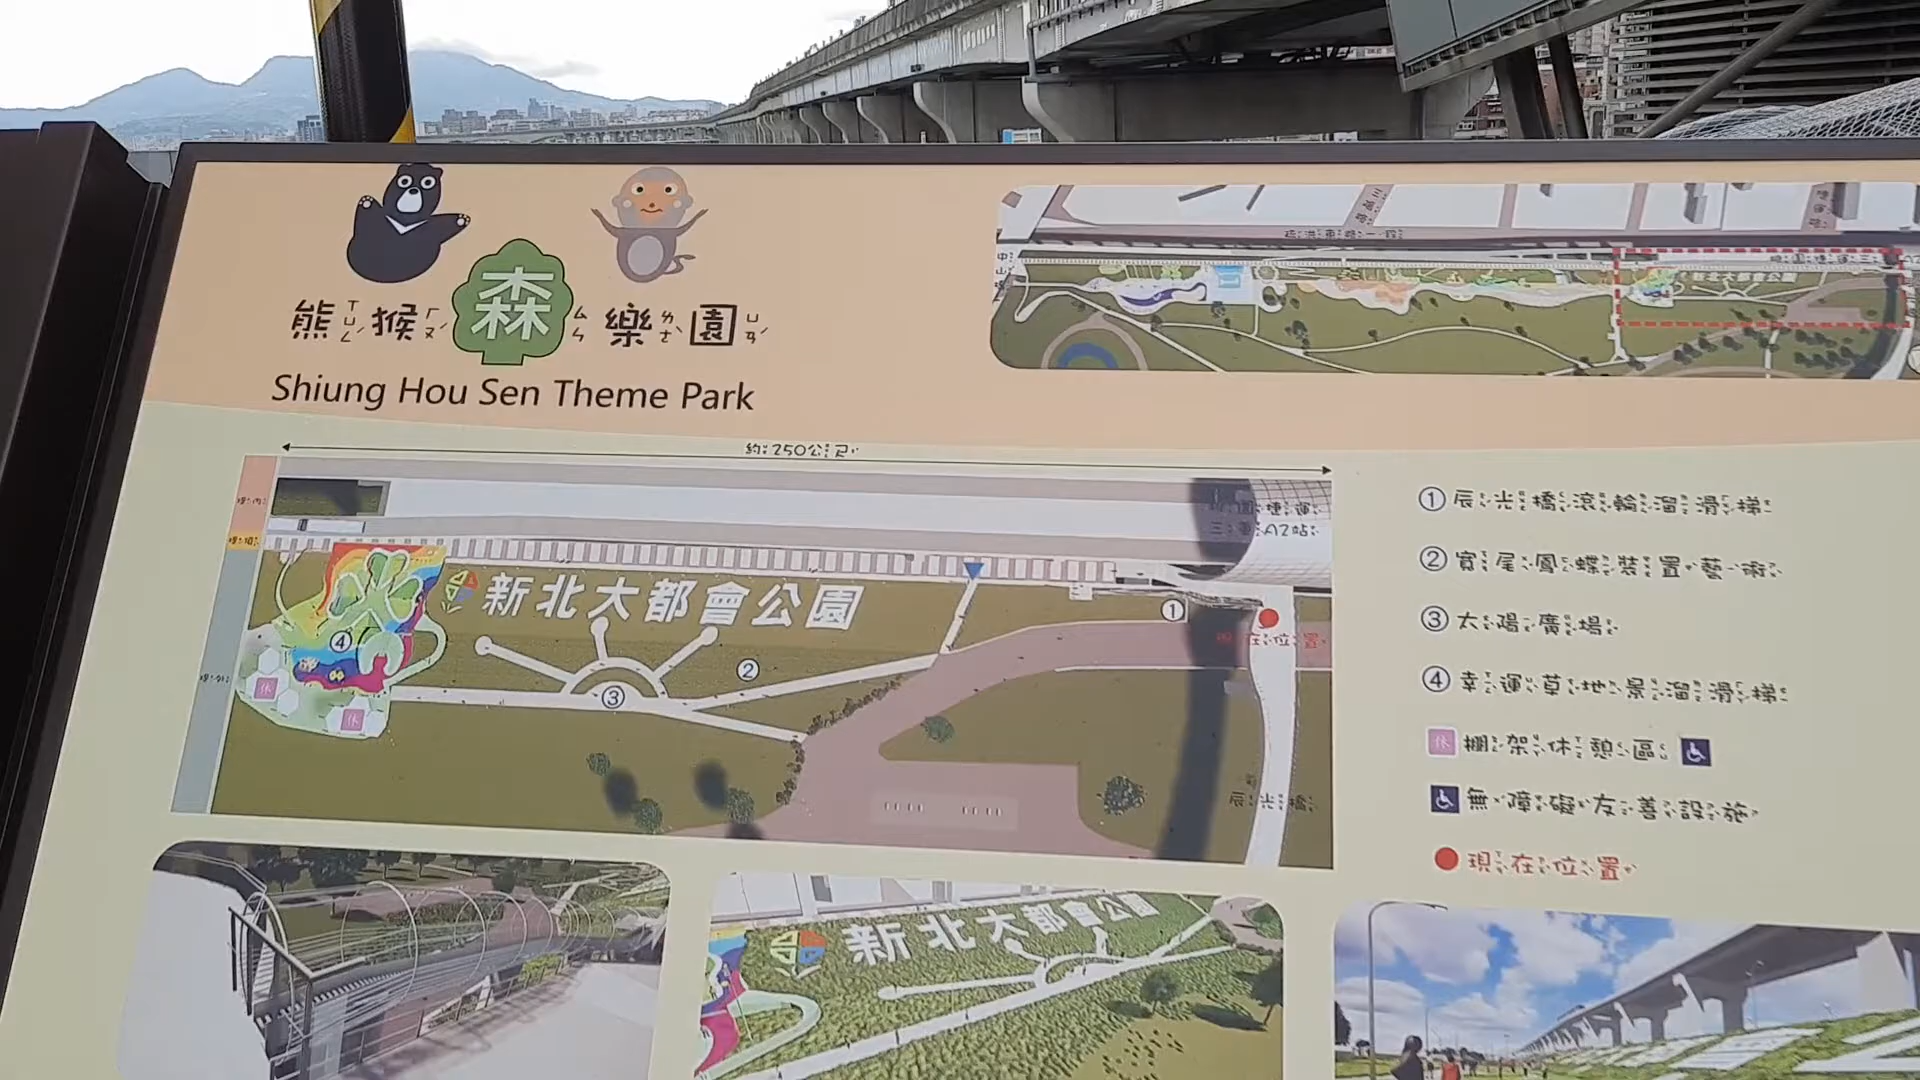 熊猴森樂園
Shiung Hou Sen Theme Park
約250公尺
新北大都會公園
三重A2站
①
②
③
④
現在位置
休
休
辰光橋
①辰光橋滾輪溜滑梯
②寬尾鳳蝶裝置藝術
③太陽廣場
④幸運草地景溜滑梯
休 棚架休憩區
無障礙友善設施
現在位置
新北大都會公園